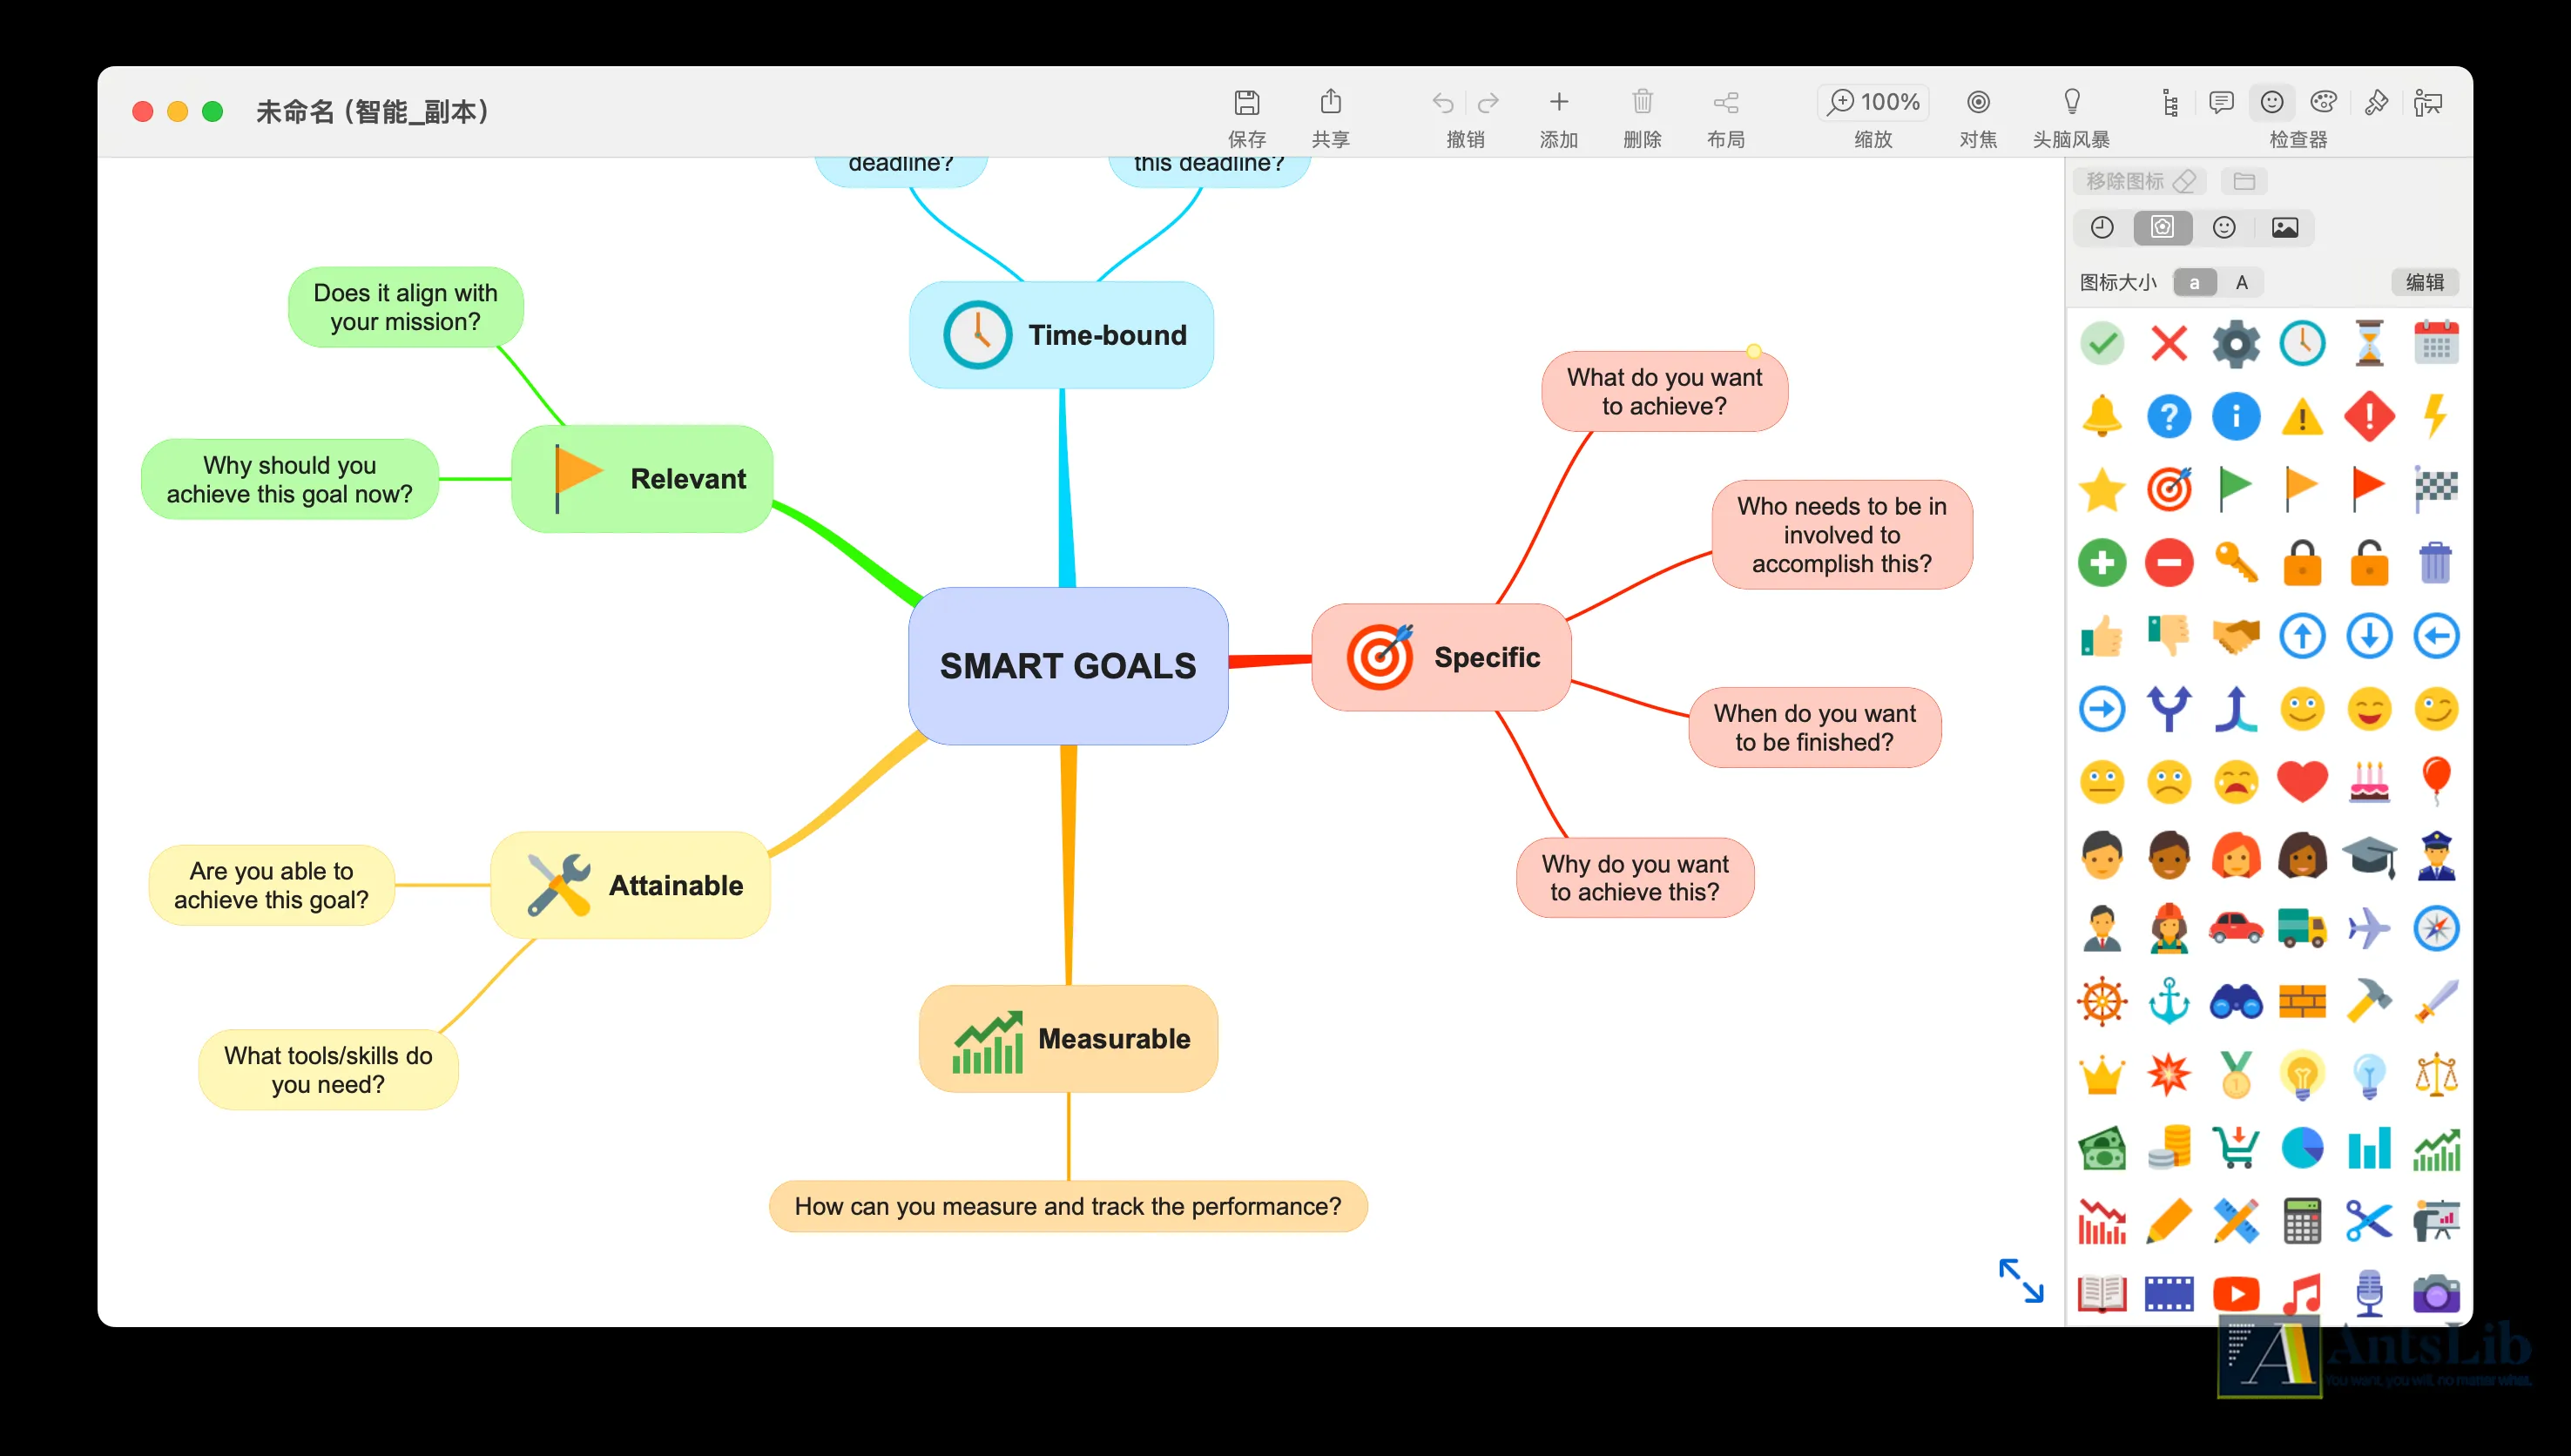 未命名 (智能_副本)
保存
共享
撤销
添加
删除
布局
100%
缩放
对焦
头脑风暴
检查器
移除图标
图标大小
a
A
编辑
deadline?
this deadline?
Time-bound
Does it align with
your mission?
Why should you
achieve this goal now?
Relevant
SMART GOALS
What do you want
to achieve?
Who needs to be in
involved to
accomplish this?
Specific
When do you want
to be finished?
Why do you want
to achieve this?
Are you able to
achieve this goal?
Attainable
What tools/skills do
you need?
Measurable
How can you measure and track the performance?
AntsLib
You want, you will, no matter what.